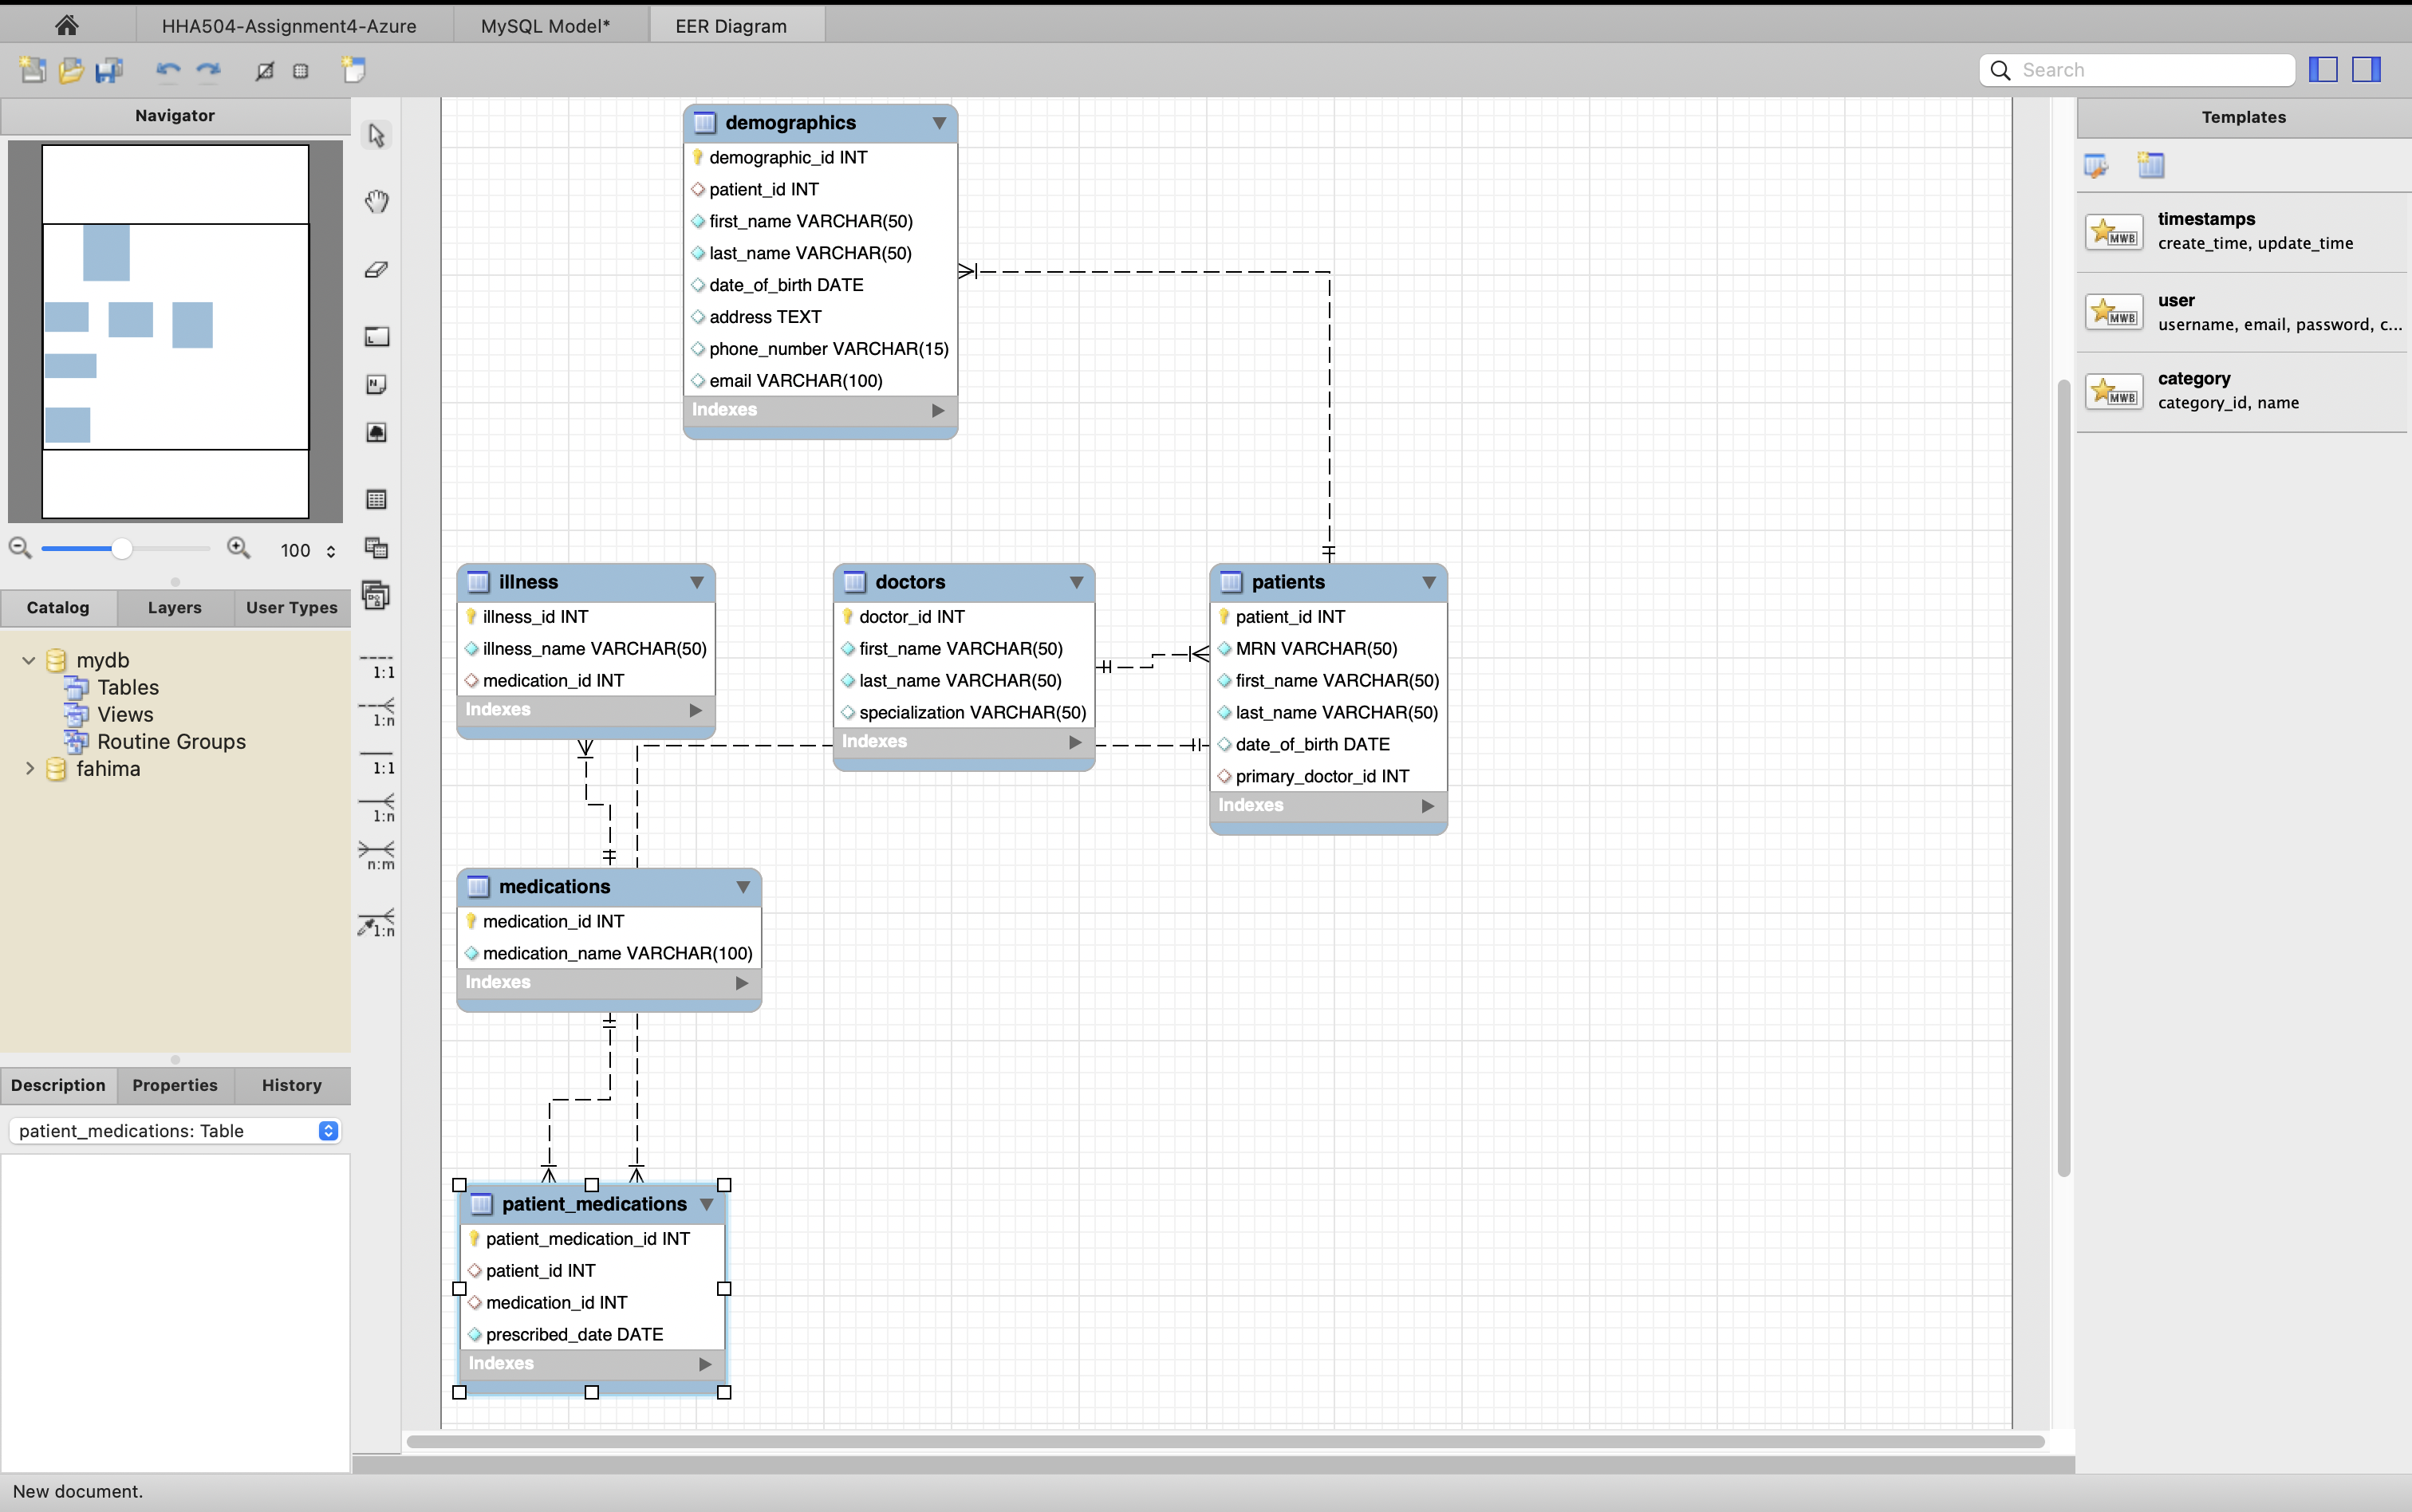 HHA504-Assignment4-Azure
MySQL Model*
EER Diagram
Search
Navigator
100
Catalog
Layers
User Types
mydb
Tables
Views
Routine Groups
fahima
Description
Properties
History
patient_medications: Table
New document.
L
N
1:1
1:n
1:1
1:n
n:m
1:n
demographics
demographic_id INT
patient_id INT
first_name VARCHAR(50)
last_name VARCHAR(50)
date_of_birth DATE
address TEXT
phone_number VARCHAR(15)
email VARCHAR(100)
Indexes
illness
illness_id INT
illness_name VARCHAR(50)
medication_id INT
Indexes
doctors
doctor_id INT
first_name VARCHAR(50)
last_name VARCHAR(50)
specialization VARCHAR(50)
Indexes
patients
patient_id INT
MRN VARCHAR(50)
first_name VARCHAR(50)
last_name VARCHAR(50)
date_of_birth DATE
primary_doctor_id INT
Indexes
medications
medication_id INT
medication_name VARCHAR(100)
Indexes
patient_medications
patient_medication_id INT
patient_id INT
medication_id INT
prescribed_date DATE
Indexes
Templates
MWB
timestamps
create_time, update_time
MWB
user
username, email, password, c...
MWB
category
category_id, name